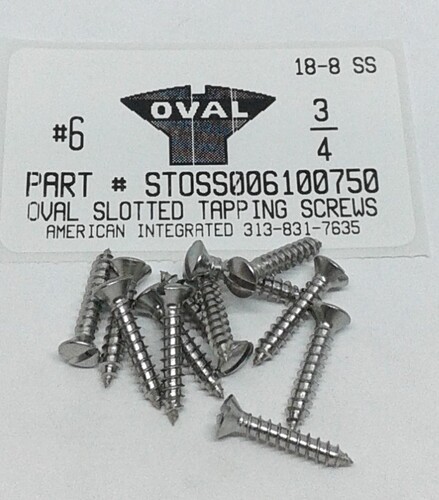 18-8 SS
OVAL
#6
3/4
PART # STOSS006100750
OVAL SLOTTED TAPPING SCREWS
AMERICAN INTEGRATED 313-831-7635